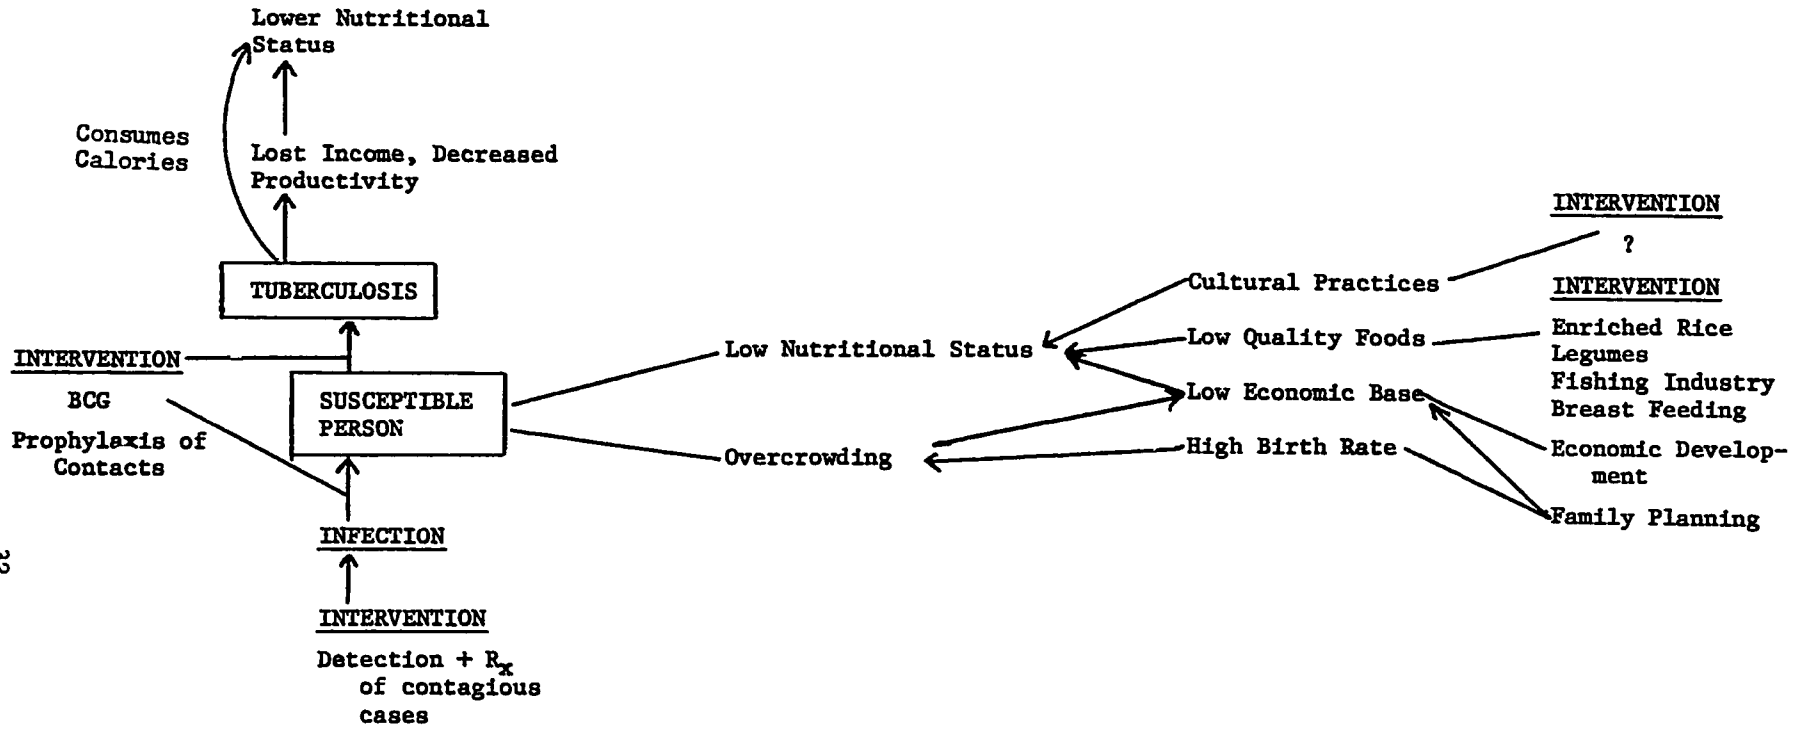 Lower Nutritional
Status
Consumes
Calories
Lost Income, Decreased
Productivity
TUBERCULOSIS
INTERVENTION
BCG
Prophylaxis of
Contacts
SUSCEPTIBLE
PERSON
INFECTION
INTERVENTION
Detection + Rx
of contagious
cases
Low Nutritional Status
Overcrowding
Cultural Practices
Low Quality Foods
Low Economic Base
High Birth Rate
INTERVENTION
?
INTERVENTION
Enriched Rice
Legumes
Fishing Industry
Breast Feeding
Economic Develop-
ment
Family Planning
32